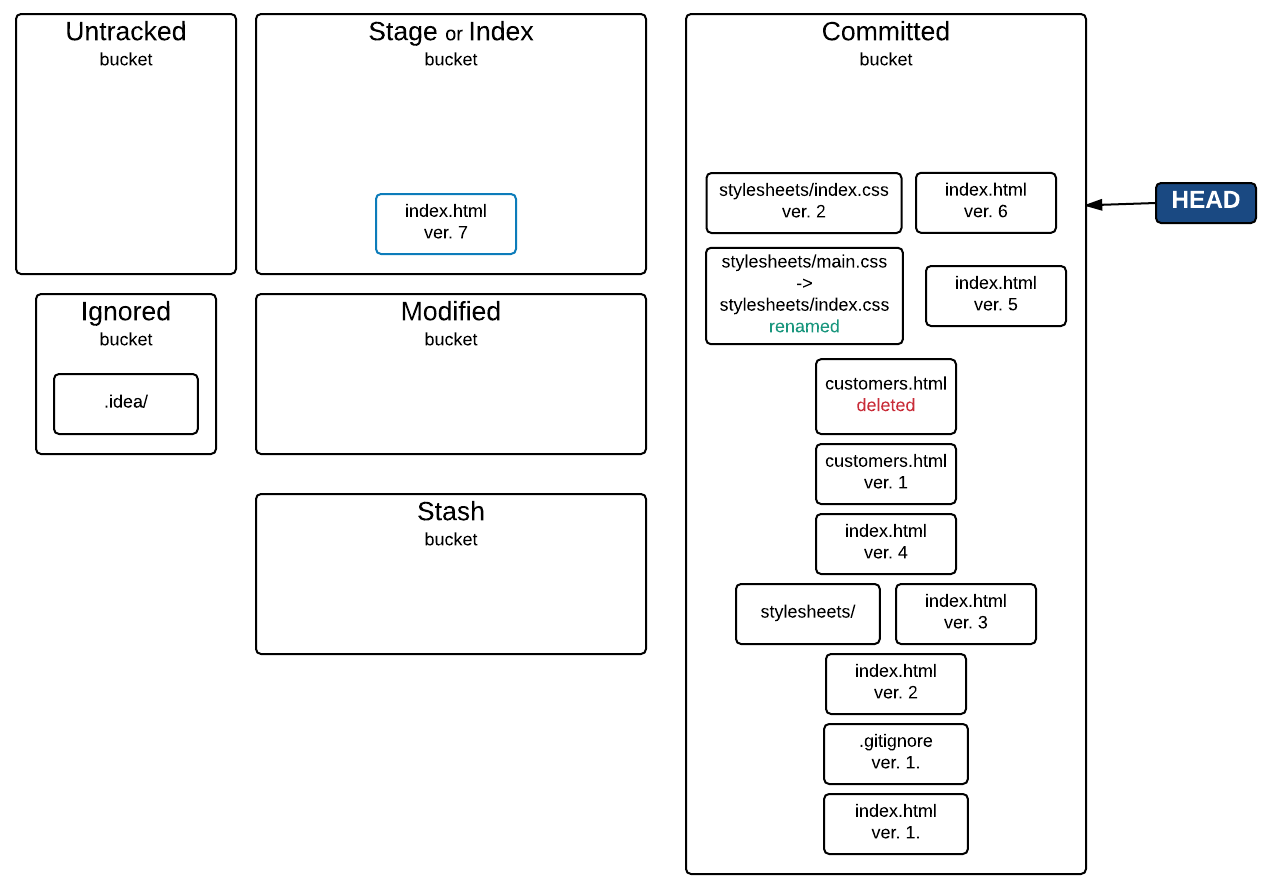 Untracked
bucket
Stage or Index
bucket
index.html
ver. 7
Ignored
bucket
.idea/
Modified
bucket
Stash
bucket
Committed
bucket
stylesheets/index.css
ver. 2
index.html
ver. 6
HEAD
stylesheets/main.css
->
stylesheets/index.css
renamed
index.html
ver. 5
customers.html
deleted
customers.html
ver. 1
index.html
ver. 4
stylesheets/
index.html
ver. 3
index.html
ver. 2
.gitignore
ver. 1.
index.html
ver. 1.